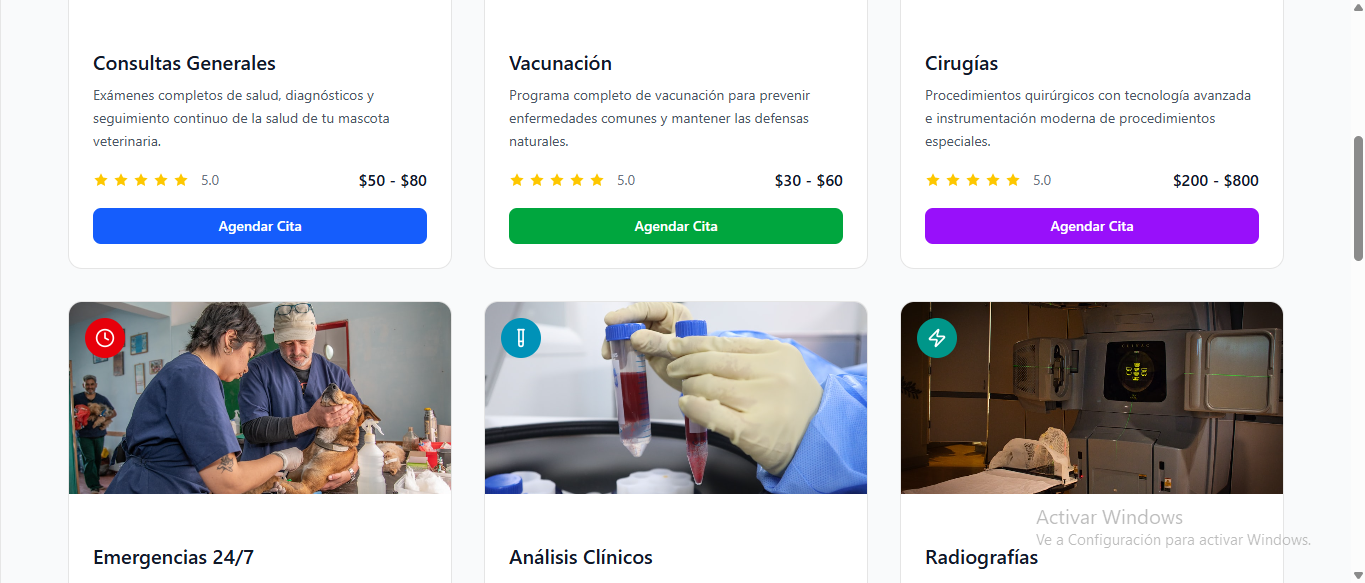 Consultas Generales
Exámenes completos de salud, diagnósticos y
seguimiento continuo de la salud de tu mascota
veterinaria.
5.0
$50 - $80
Agendar Cita
Vacunación
Programa completo de vacunación para prevenir
enfermedades comunes y mantener las defensas
naturales.
5.0
$30 - $60
Agendar Cita
Cirugías
Procedimientos quirúrgicos con tecnología avanzada
e instrumentación moderna de procedimientos
especiales.
5.0
$200 - $800
Agendar Cita
Emergencias 24/7
Análisis Clínicos
Radiografías
Activar Windows
Ve a Configuración para activar Windows.